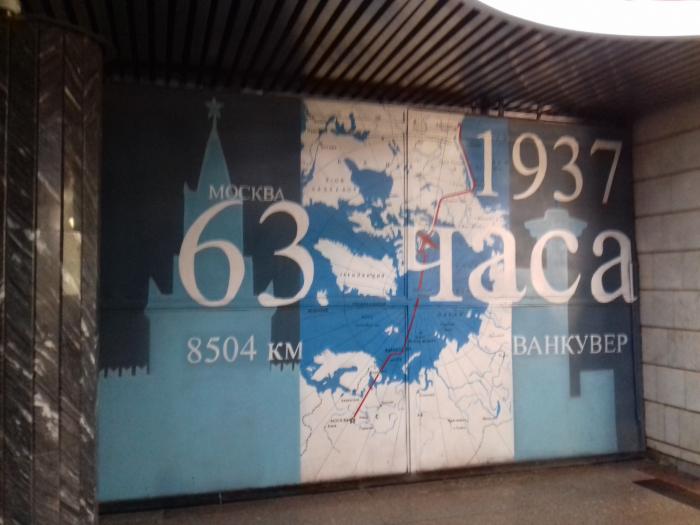 1937
МОСКВА
63 часа
8504 км
ВАНКУВЕР